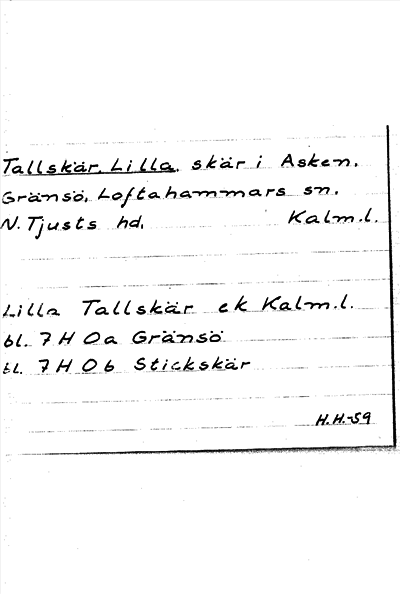 Tallskär, Lilla, skär i Asken,
Gränsö, Loftahammars sn,
N. Tjusts hd, Kalm.l.
Lilla Tallskär ek Kalm.l.
bl. 7 H 0a Gränsö
bl. 7 H 0b Stickskär
H.H.-59